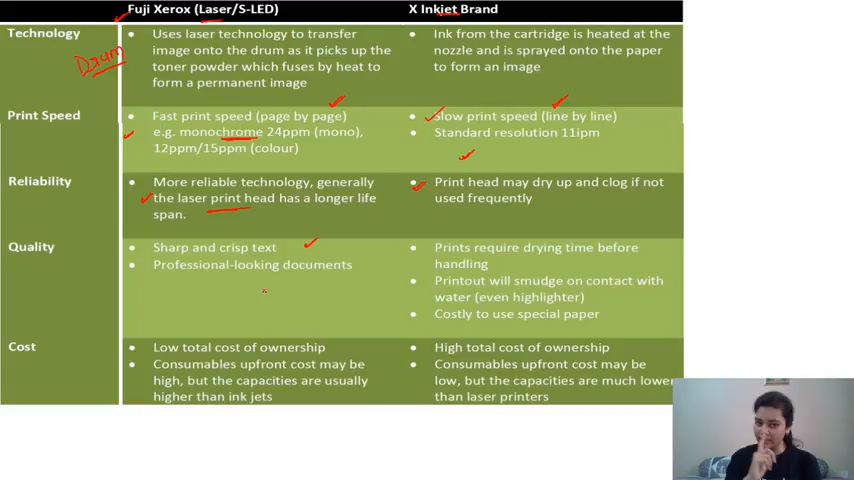 Fuji Xerox (Laser/S-LED)
X Inkjet Brand
Technology
Drum
• Uses laser technology to transfer
image onto the drum as it picks up the
toner powder which fuses by heat to
form a permanent image
• Ink from the cartridge is heated at the
nozzle and is sprayed onto the paper
to form an image
Print Speed
• Fast print speed (page by page)
• e.g. monochrome 24ppm (mono),
12ppm/15ppm (colour)
• Slow print speed (line by line)
• Standard resolution 11ipm
Reliability
• More reliable technology, generally
the laser print head has a longer life
span.
• Print head may dry up and clog if not
used frequently
Quality
• Sharp and crisp text
• Professional-looking documents
• Prints require drying time before
handling
• Printout will smudge on contact with
water (even highlighter)
• Costly to use special paper
Cost
• Low total cost of ownership
• Consumables upfront cost may be
high, but the capacities are usually
higher than ink jets
• High total cost of ownership
• Consumables upfront cost may be
low, but the capacities are much lower
than laser printers